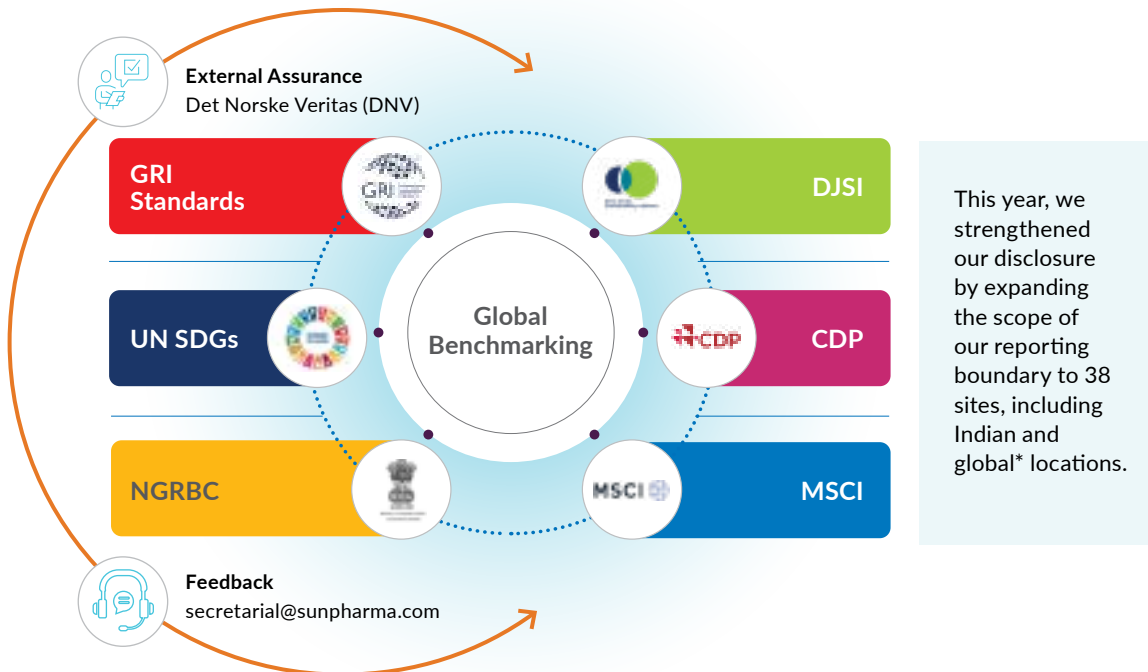 External Assurance
Det Norske Veritas (DNV)
GRI
Standards
GRI
DJSI
UN SDGs
Global
Benchmarking
CDP
CDP
NGRBC
MSCI
MSCI
Feedback
secretarial@sunpharma.com
This year, we
strengthened
our disclosure
by expanding
the scope of
our reporting
boundary to 38
sites, including
Indian and
global* locations.